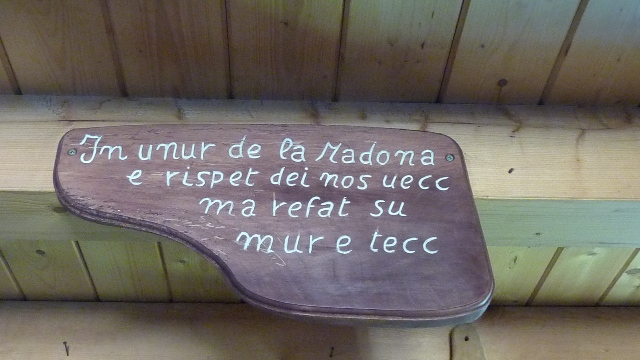 In unur de la Madona
e rispet dei nos uecc
ma refat su
mur e tecc